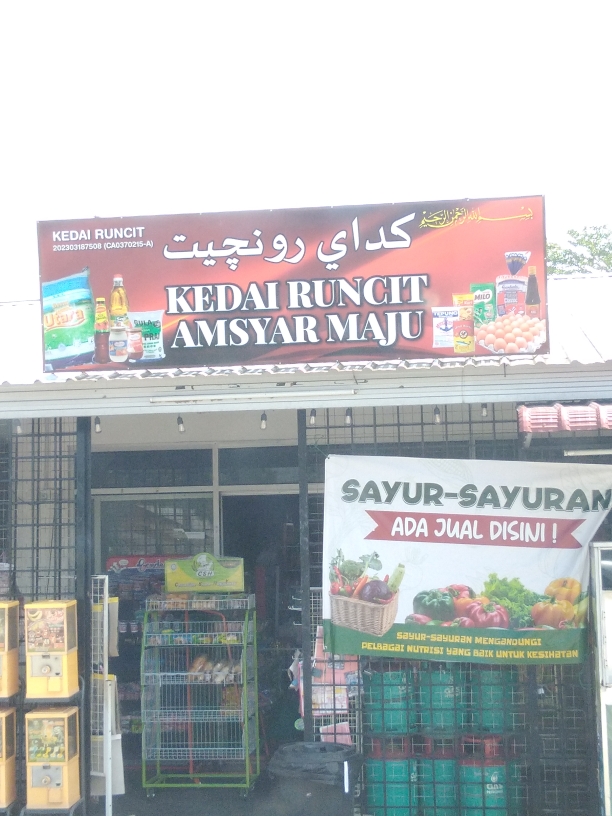 KEDAI RUNCIT
202303187508 (CA0370215-A)
كداي رونچيت
بسم الله الرحمن الرحيم
KEDAI RUNCIT
AMSYAR MAJU
MILO
SAYUR-SAYURAN
ADA JUAL DISINI !
SAYUR-SAYURAN MENGANDUNGI
PELBAGAI NUTRISI YANG BAIK UNTUK KESIHATAN